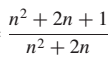 n² + 2n + 1
n² + 2n